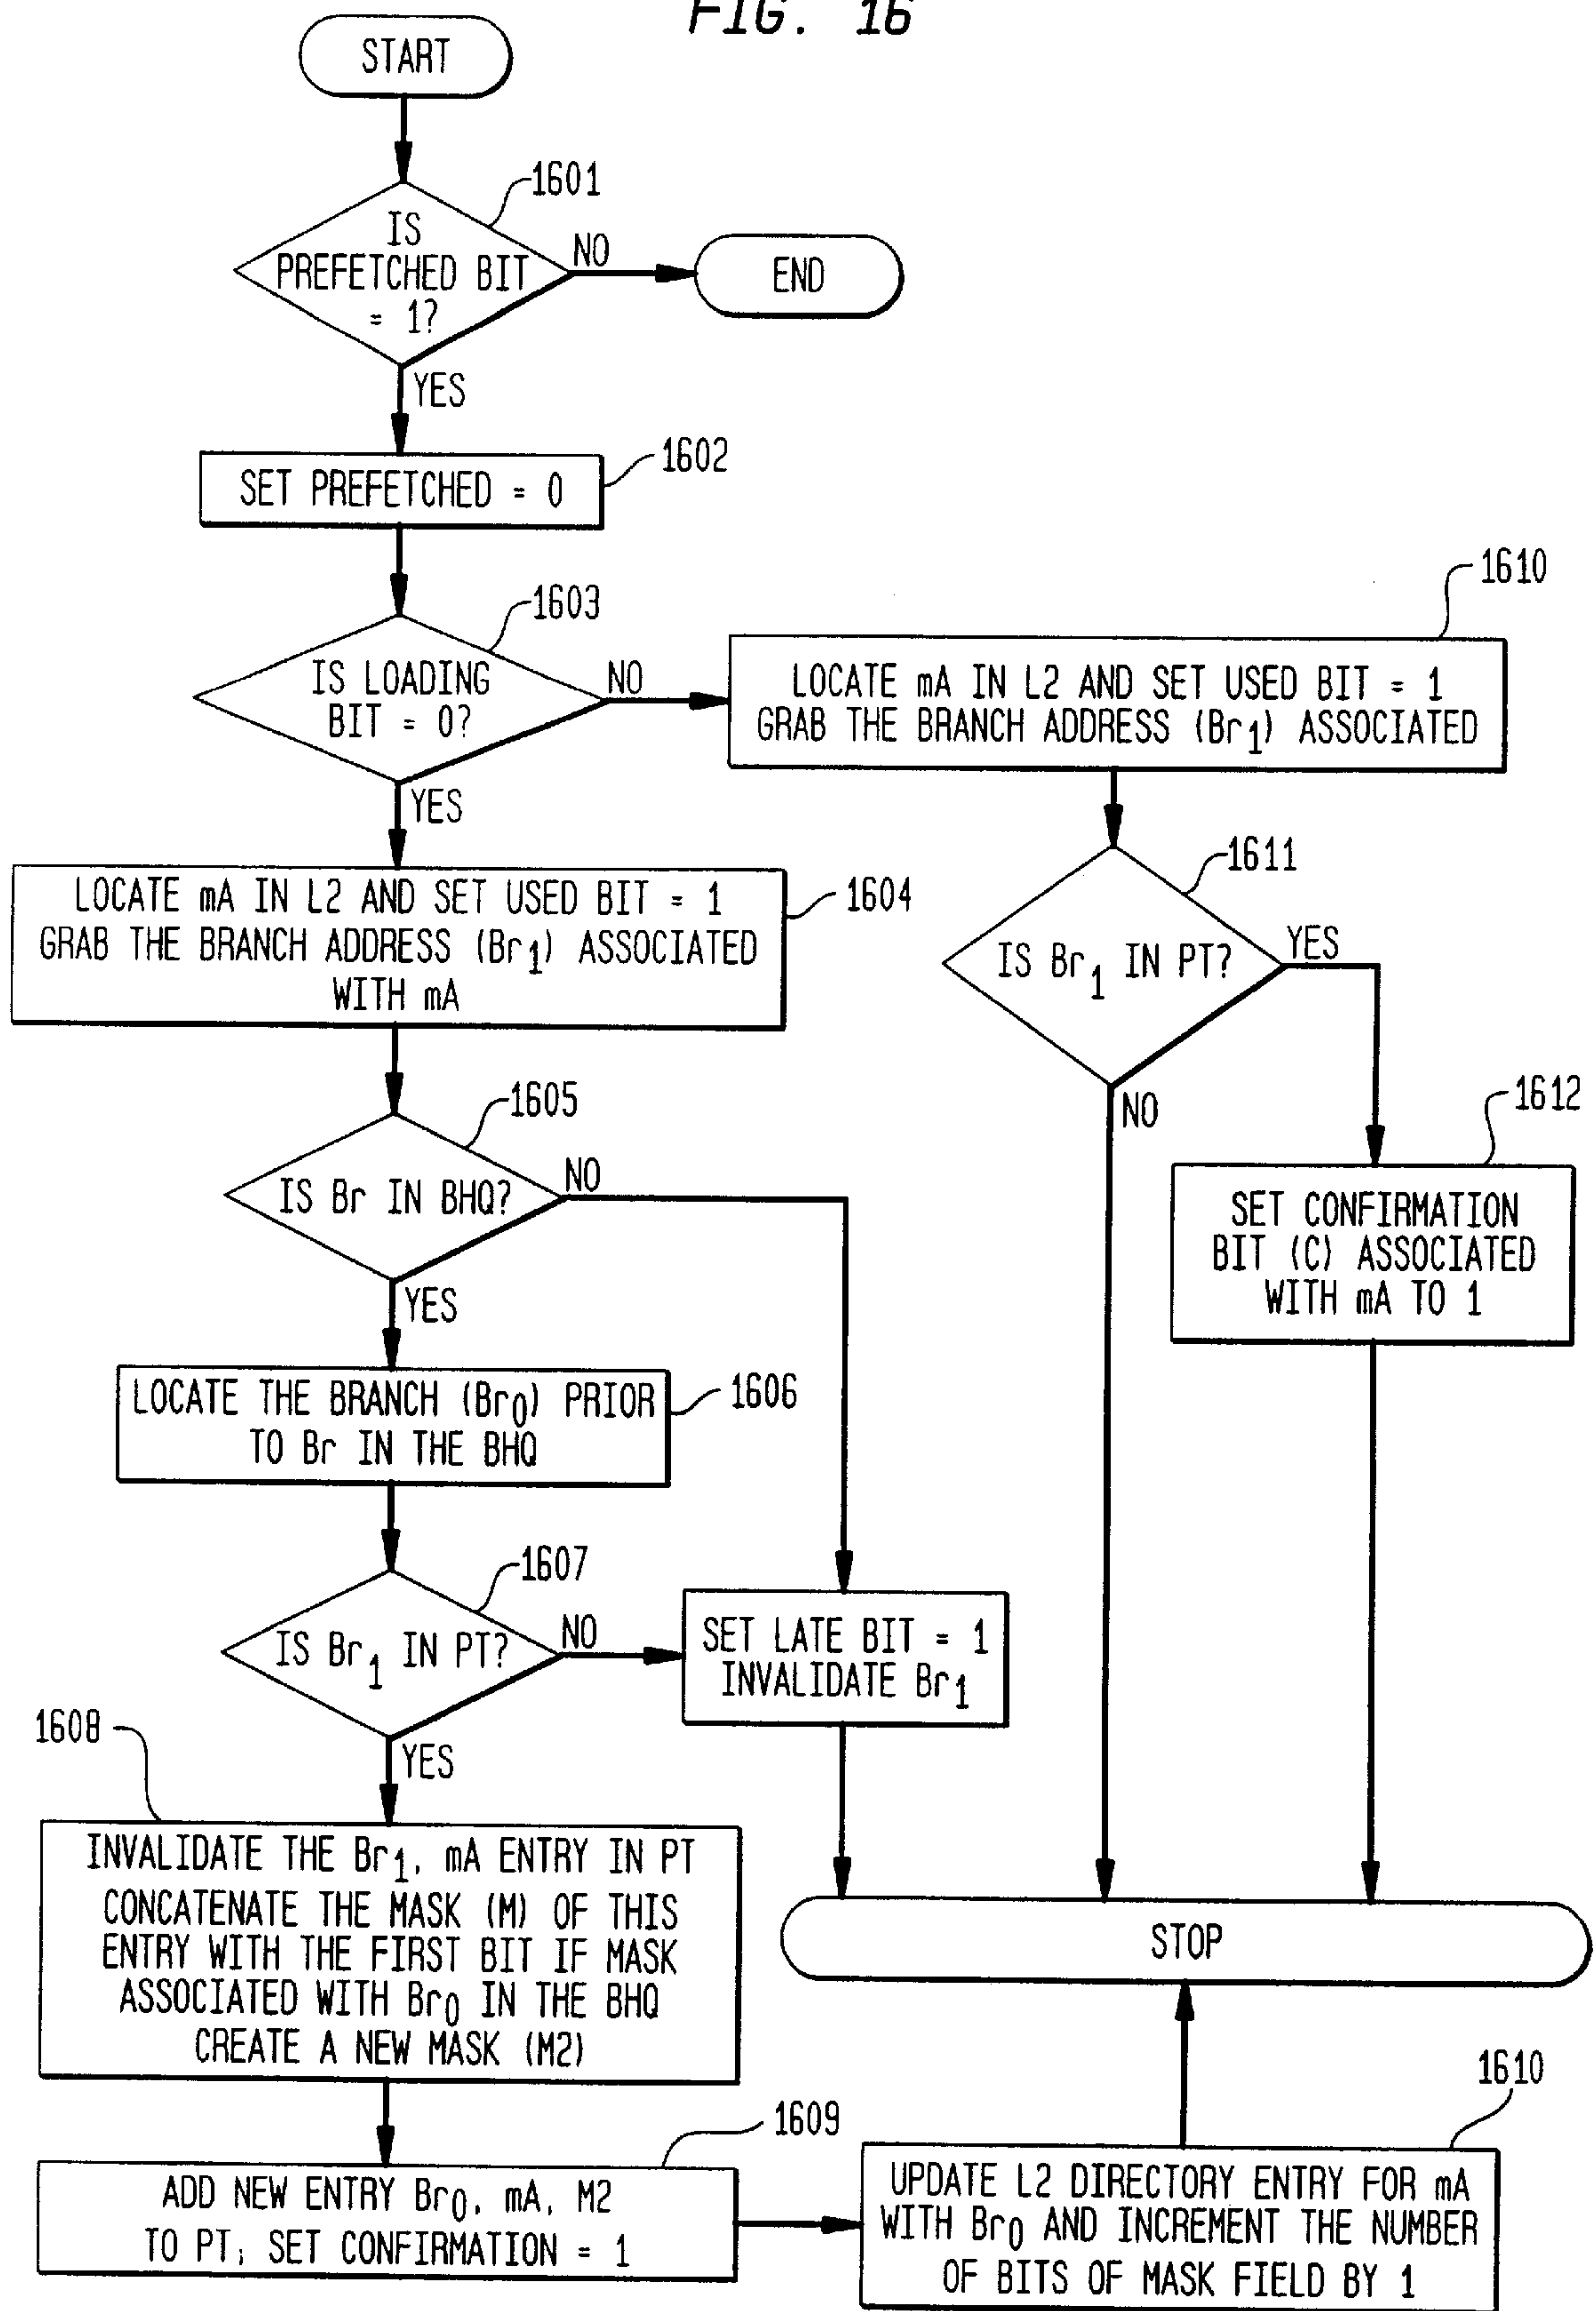 FIG. 16
START
1601
IS
PREFETCHED BIT
= 1?
NO
END
YES
1602
SET PREFETCHED = 0
1603
IS LOADING
BIT = 0?
NO
YES
1610
LOCATE mA IN L2 AND SET USED BIT = 1
GRAB THE BRANCH ADDRESS (Br1) ASSOCIATED
1604
LOCATE mA IN L2 AND SET USED BIT = 1
GRAB THE BRANCH ADDRESS (Br1) ASSOCIATED
WITH mA
1611
IS Br1 IN PT?
YES
NO
1612
SET CONFIRMATION
BIT (C) ASSOCIATED
WITH mA TO 1
1605
IS Br IN BHQ?
NO
YES
1606
LOCATE THE BRANCH (Br0) PRIOR
TO Br IN THE BHQ
1607
IS Br1 IN PT?
NO
YES
SET LATE BIT = 1
INVALIDATE Br1
1608
INVALIDATE THE Br1, mA ENTRY IN PT
CONCATENATE THE MASK (M) OF THIS
ENTRY WITH THE FIRST BIT IF MASK
ASSOCIATED WITH Br0 IN THE BHQ
CREATE A NEW MASK (M2)
STOP
1609
ADD NEW ENTRY Br0, mA, M2
TO PT; SET CONFIRMATION = 1
1610
UPDATE L2 DIRECTORY ENTRY FOR mA
WITH Br0 AND INCREMENT THE NUMBER
OF BITS OF MASK FIELD BY 1